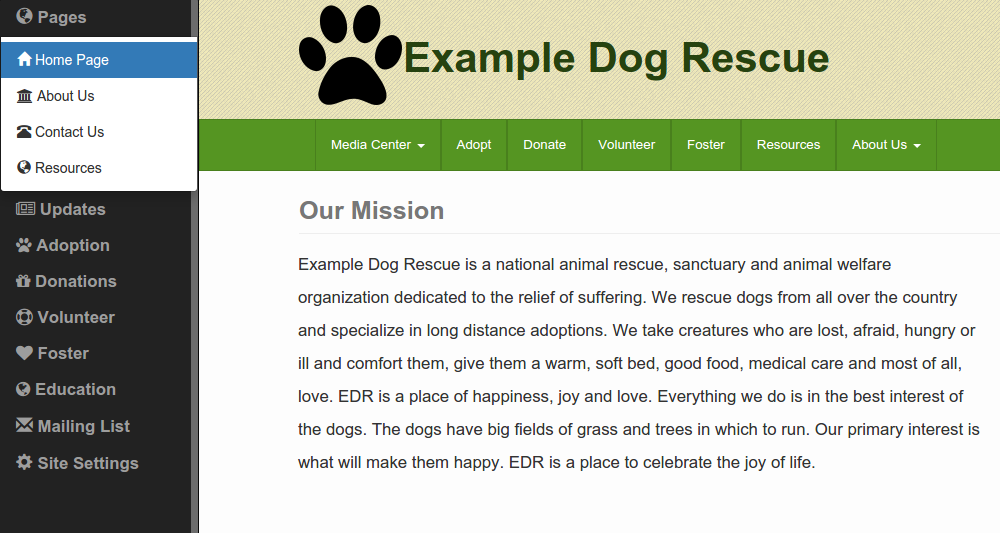 Pages
Home Page
About Us
Contact Us
Resources
Updates
Adoption
Donations
Volunteer
Foster
Education
Mailing List
Site Settings
Example Dog Rescue
Media Center Adopt Donate Volunteer Foster Resources About Us
Our Mission
Example Dog Rescue is a national animal rescue, sanctuary and animal welfare
organization dedicated to the relief of suffering. We rescue dogs from all over the country
and specialize in long distance adoptions. We take creatures who are lost, afraid, hungry or
ill and comfort them, give them a warm, soft bed, good food, medical care and most of all,
love. EDR is a place of happiness, joy and love. Everything we do is in the best interest of
the dogs. The dogs have big fields of grass and trees in which to run. Our primary interest is
what will make them happy. EDR is a place to celebrate the joy of life.